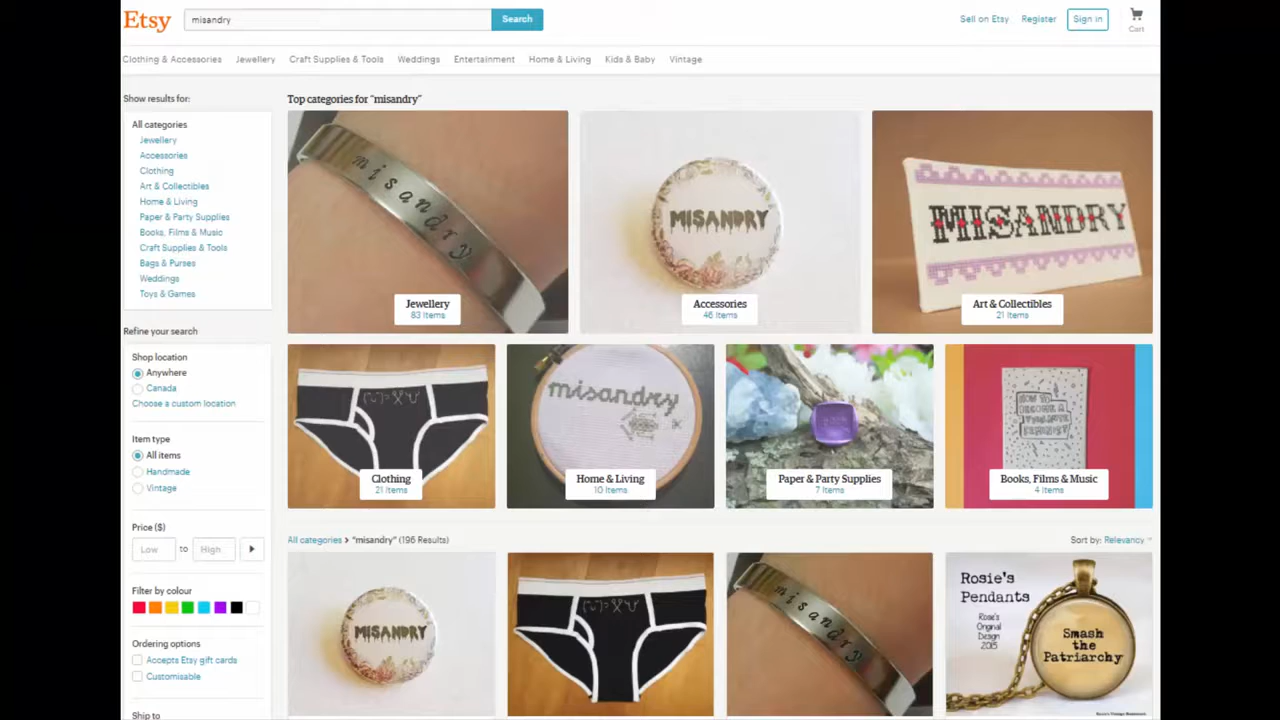 Etsy
misandry
Search
Sell on Etsy
Register
Sign in
Cart
Clothing & Accessories
Jewellery
Craft Supplies & Tools
Weddings
Entertainment
Home & Living
Kids & Baby
Vintage
Show results for:
All categories
Jewellery
Accessories
Clothing
Art & Collectibles
Home & Living
Paper & Party Supplies
Books, Films & Music
Craft Supplies & Tools
Bags & Purses
Weddings
Toys & Games
Refine your search
Shop location
Anywhere
Canada
Choose a custom location
Item type
All items
Handmade
Vintage
Price ($)
Low to High
Filter by colour
Ordering options
Accepts Etsy gift cards
Customisable
Ship to
Top categories for "misandry"
misandry
Jewellery
83 Items
MISANDRY
Accessories
46 Items
MISANDRY
Art & Collectibles
21 Items
Clothing
21 Items
misandry
Home & Living
10 Items
Paper & Party Supplies
7 Items
HOW TO
BECOME A
Books, Films & Music
4 Items
All categories > "misandry" (196 Results)
Sort by: Relevancy
MISANDRY
misandry
Rosie's
Pendants
Rosie's
Original
Design
2015
Smash
the
Patriarchy